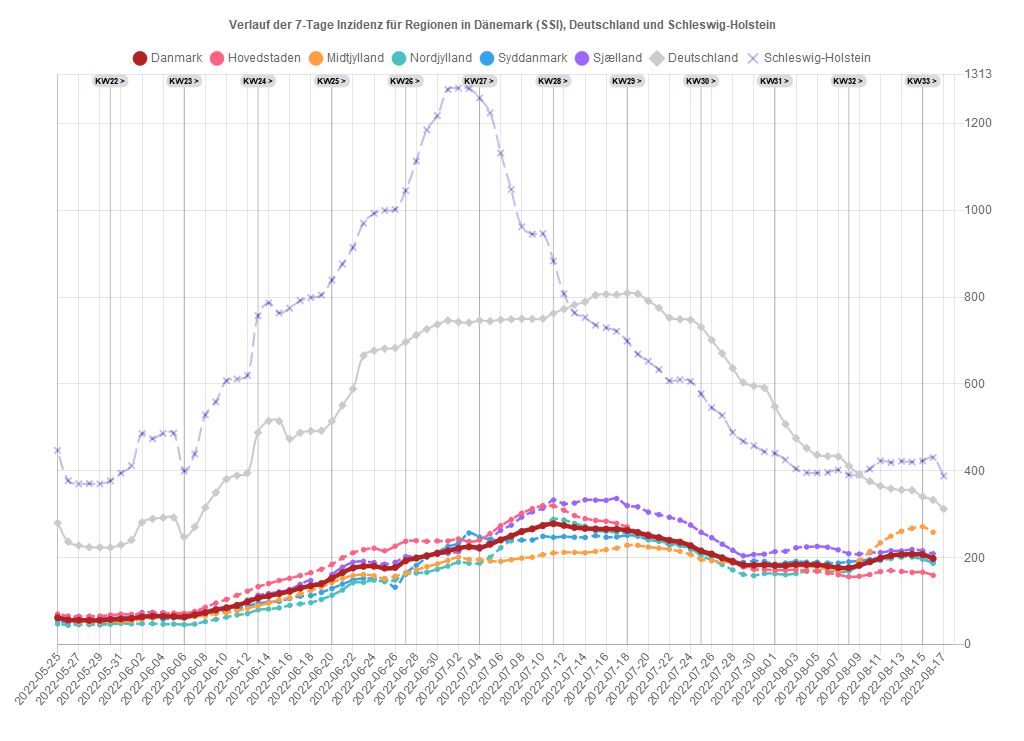 Verlauf der 7-Tage Inzidenz für Regionen in Dänemark (SSI), Deutschland und Schleswig-Holstein
Danmark Hovedstaden Midtjylland Nordjylland Syddanmark Sjælland Deutschland Schleswig-Holstein
KW22 > KW23 > KW24 > KW25 > KW26 > KW27 > KW28 > KW29 > KW30 > KW31 > KW32 > KW33 >
1313
1200
1000
800
600
400
200
0
2022-05-25 2022-05-27 2022-05-29 2022-05-31 2022-06-02 2022-06-04 2022-06-06 2022-06-08 2022-06-10 2022-06-12 2022-06-14 2022-06-16 2022-06-18 2022-06-20 2022-06-22 2022-06-24 2022-06-26 2022-06-28 2022-06-30 2022-07-02 2022-07-04 2022-07-06 2022-07-08 2022-07-10 2022-07-12 2022-07-14 2022-07-16 2022-07-18 2022-07-20 2022-07-22 2022-07-24 2022-07-26 2022-07-28 2022-07-30 2022-08-01 2022-08-03 2022-08-05 2022-08-07 2022-08-09 2022-08-11 2022-08-13 2022-08-15 2022-08-17